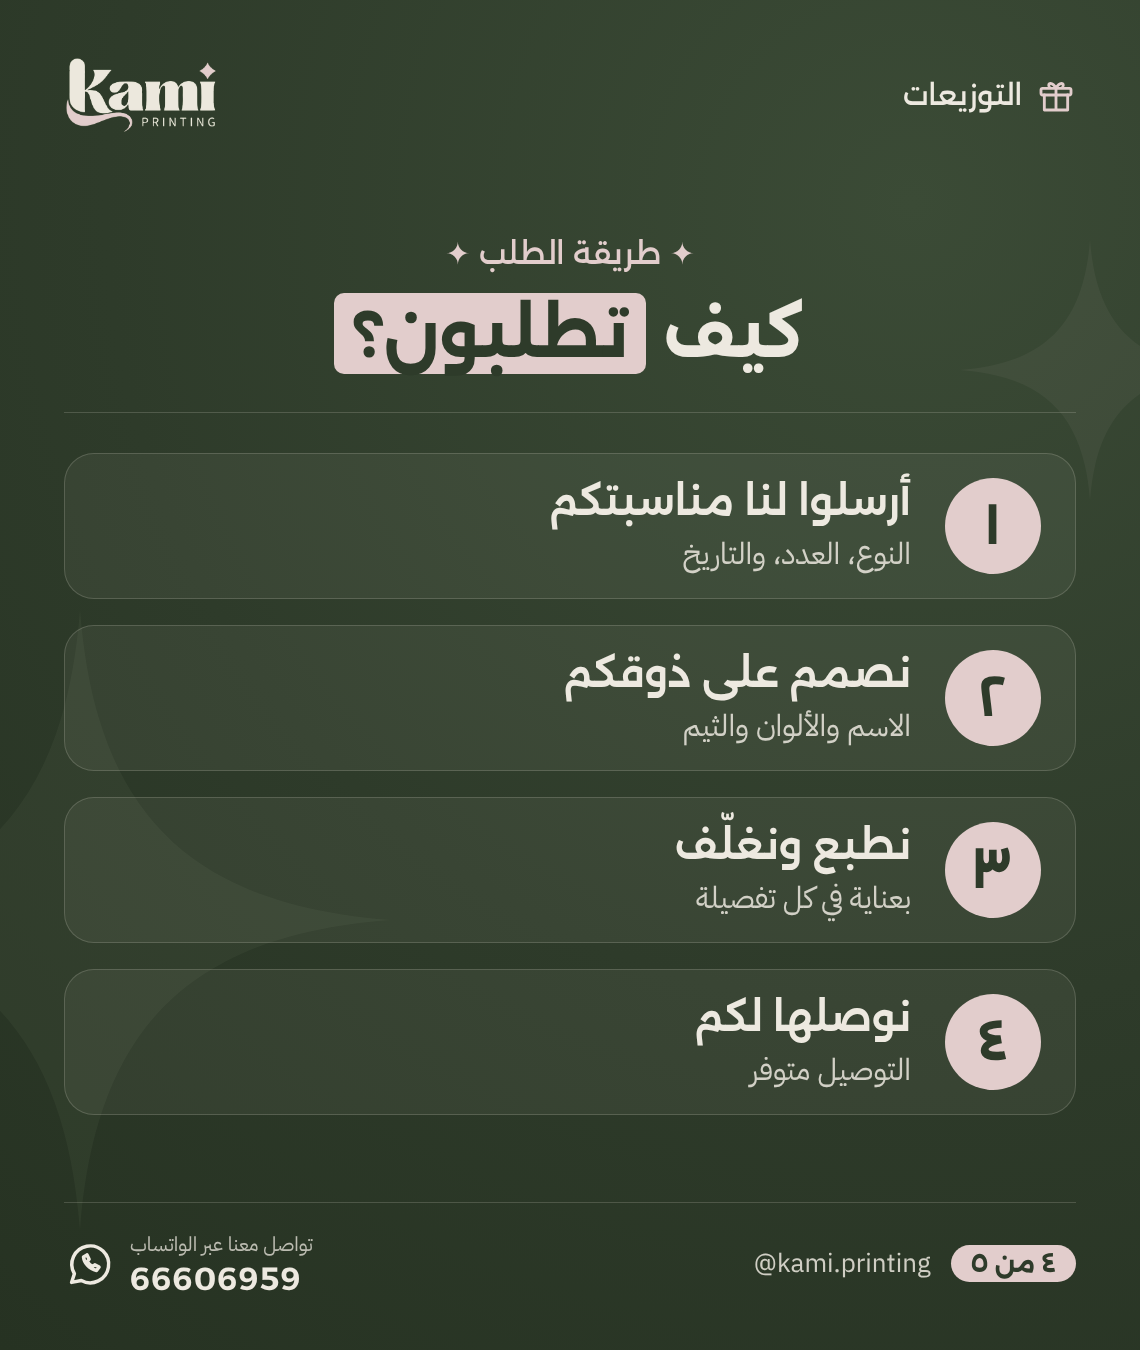 التوزيعات
kami
PRINTING
✦ طريقة الطلب ✦
كيف تطلبون؟
١
أرسلوا لنا مناسبتكم
النوع، العدد، والتاريخ
٢
نصمم على ذوقكم
الاسم والألوان والثيم
٣
نطبع ونغلّف
بعناية في كل تفصيلة
٤
نوصلها لكم
التوصيل متوفر
٤ من ٥
@kami.printing
تواصل معنا عبر الواتساب
66606959